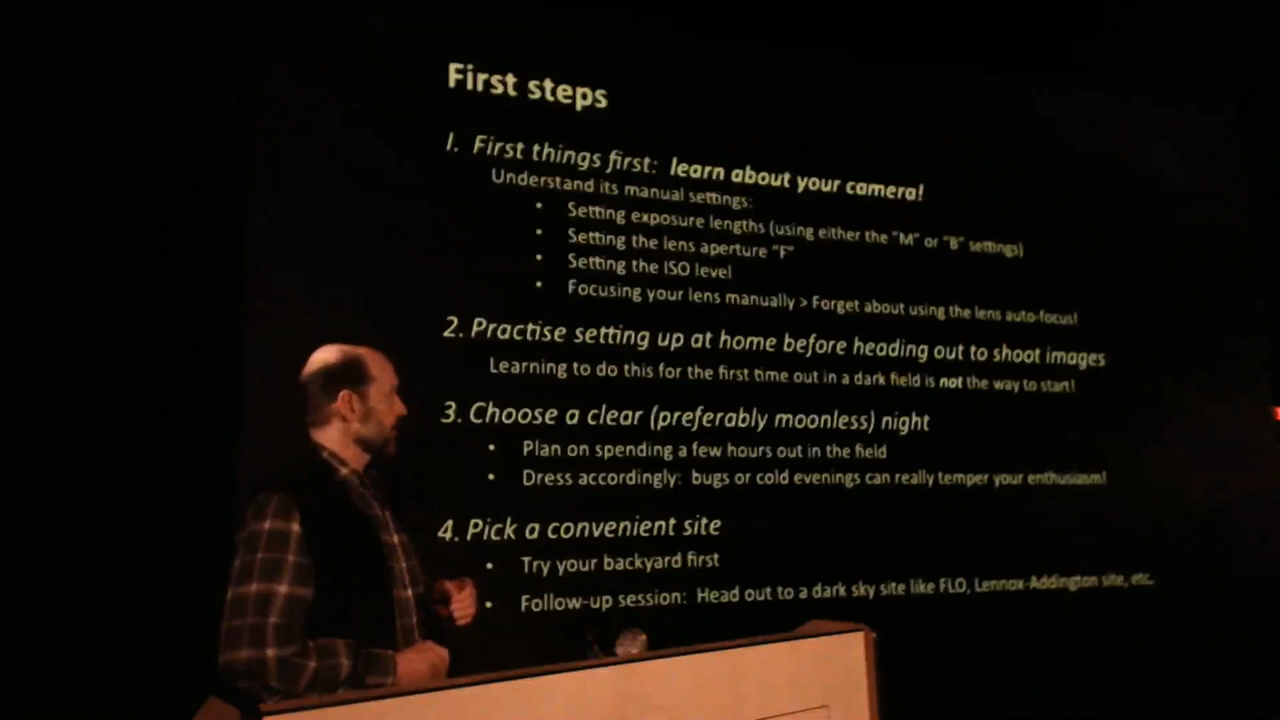 First steps
1. First things first: learn about your camera!
Understand its manual settings:
• Setting exposure lengths (using either the "M" or "B" settings)
• Setting the lens aperture "F"
• Setting the ISO level
• Focusing your lens manually > Forget about using the lens auto-focus!
2. Practise setting up at home before heading out to shoot images
Learning to do this for the first time out in a dark field is not the way to start!
3. Choose a clear (preferably moonless) night
• Plan on spending a few hours out in the field
• Dress accordingly: bugs or cold evenings can really temper your enthusiasm!
4. Pick a convenient site
• Try your backyard first
• Follow-up session: Head out to a dark sky site like FLO, Lennox-Addington site, etc.